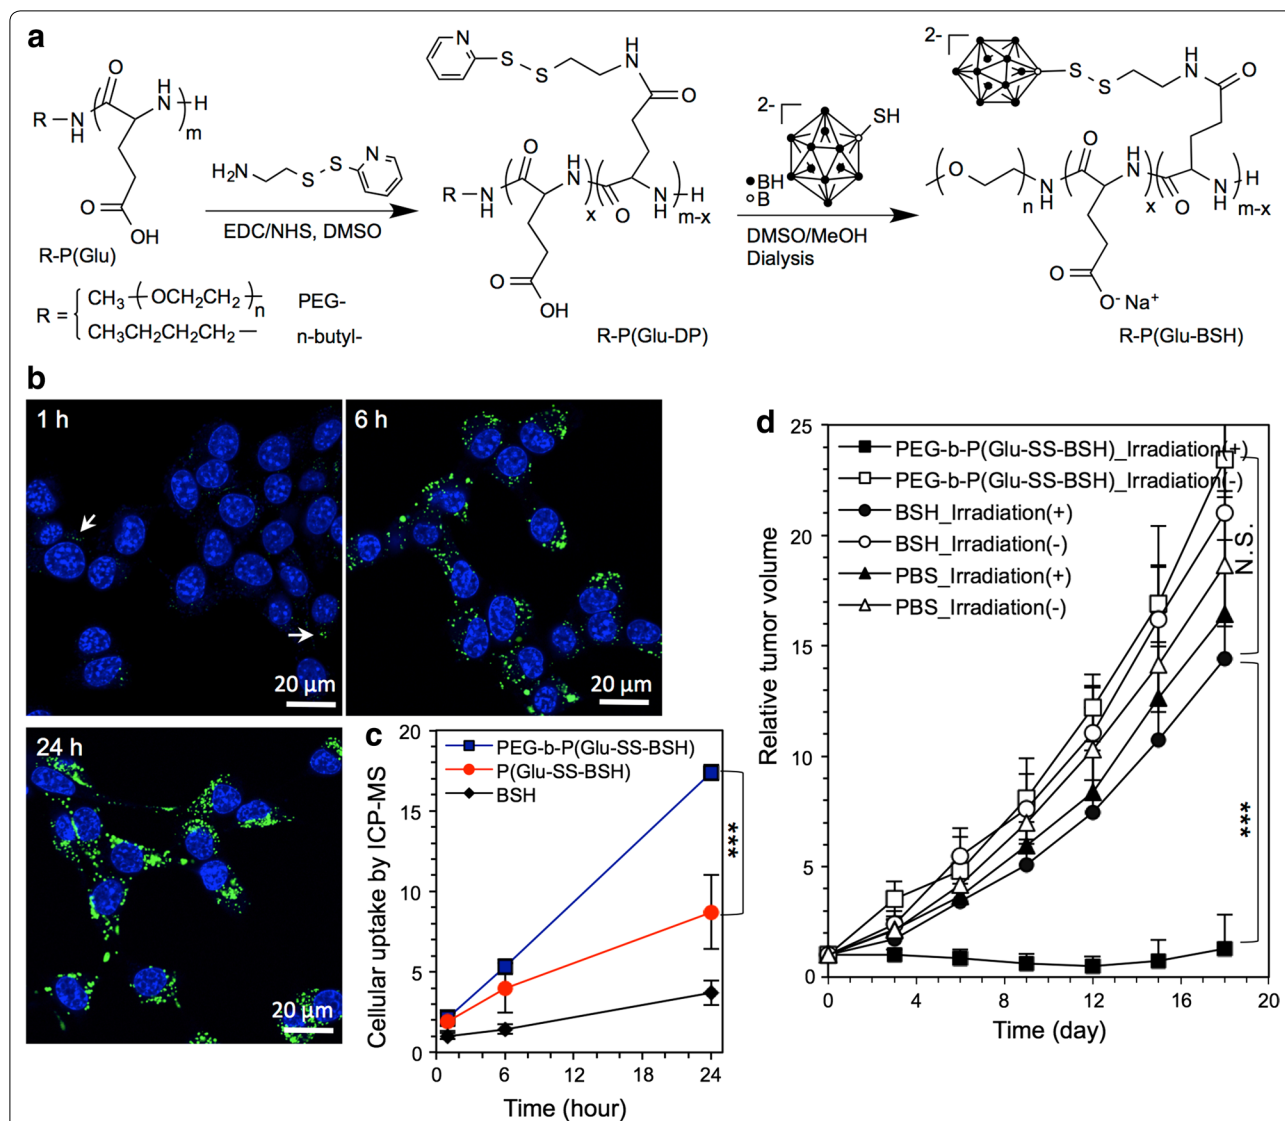 a
O
H
N
H
R
N
H
m
O
OH
R-P(Glu)
H2N
S
S
N
EDC/NHS, DMSO
R =
CH3 OCH2CH2 n PEG-
CH3CH2CH2CH2 n-butyl-
N
S
S
H
N
O
O
H
N
R
N
H
x
O
N
H
H
m-x
O
OH
R-P(Glu-DP)
2-
SH
BH
B
DMSO/MeOH
Dialysis
2-
S
S
H
N
O
O
n
N
H
O
H
N
x
O
N
H
H
m-x
O
O- Na+
R-P(Glu-BSH)
b
1 h
20 µm
6 h
20 µm
24 h
20 µm
c
PEG-b-P(Glu-SS-BSH)
P(Glu-SS-BSH)
BSH
***
Cellular uptake by ICP-MS
20
15
10
5
0
0 6 12 18 24
Time (hour)
d
PEG-b-P(Glu-SS-BSH)_Irradiation(+)
PEG-b-P(Glu-SS-BSH)_Irradiation(-)
BSH_Irradiation(+)
BSH_Irradiation(-)
PBS_Irradiation(+)
PBS_Irradiation(-)
N.S.
***
Relative tumor volume
25
20
15
10
5
0
0 4 8 12 16 20
Time (day)